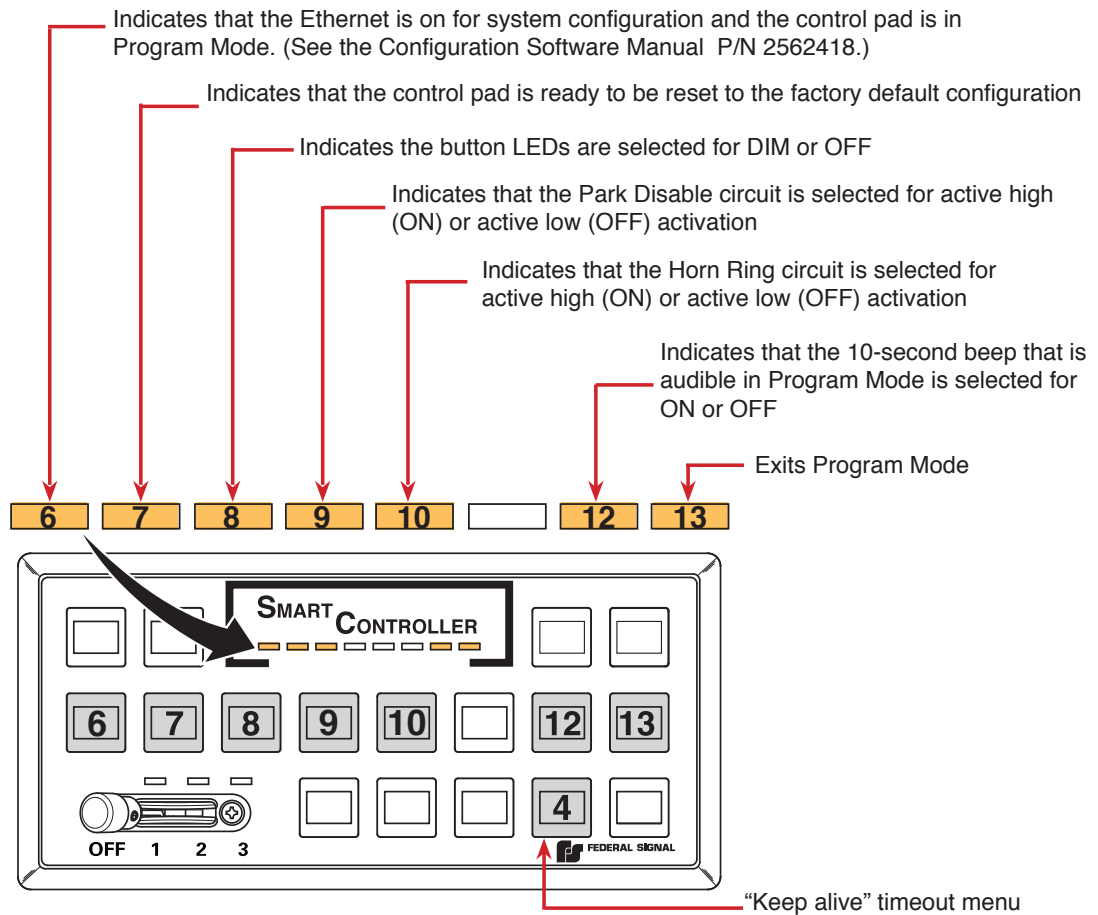 Indicates that the Ethernet is on for system configuration and the control pad is in
Program Mode. (See the Configuration Software Manual P/N 2562418.)
Indicates that the control pad is ready to be reset to the factory default configuration
Indicates the button LEDs are selected for DIM or OFF
Indicates that the Park Disable circuit is selected for active high
(ON) or active low (OFF) activation
Indicates that the Horn Ring circuit is selected for
active high (ON) or active low (OFF) activation
Indicates that the 10-second beep that is
audible in Program Mode is selected for
ON or OFF
Exits Program Mode
6 7 8 9 10 12 13
SMART
CONTROLLER
6 7 8 9 10 12 13
4
OFF 1 2 3
FEDERAL SIGNAL
“Keep alive” timeout menu